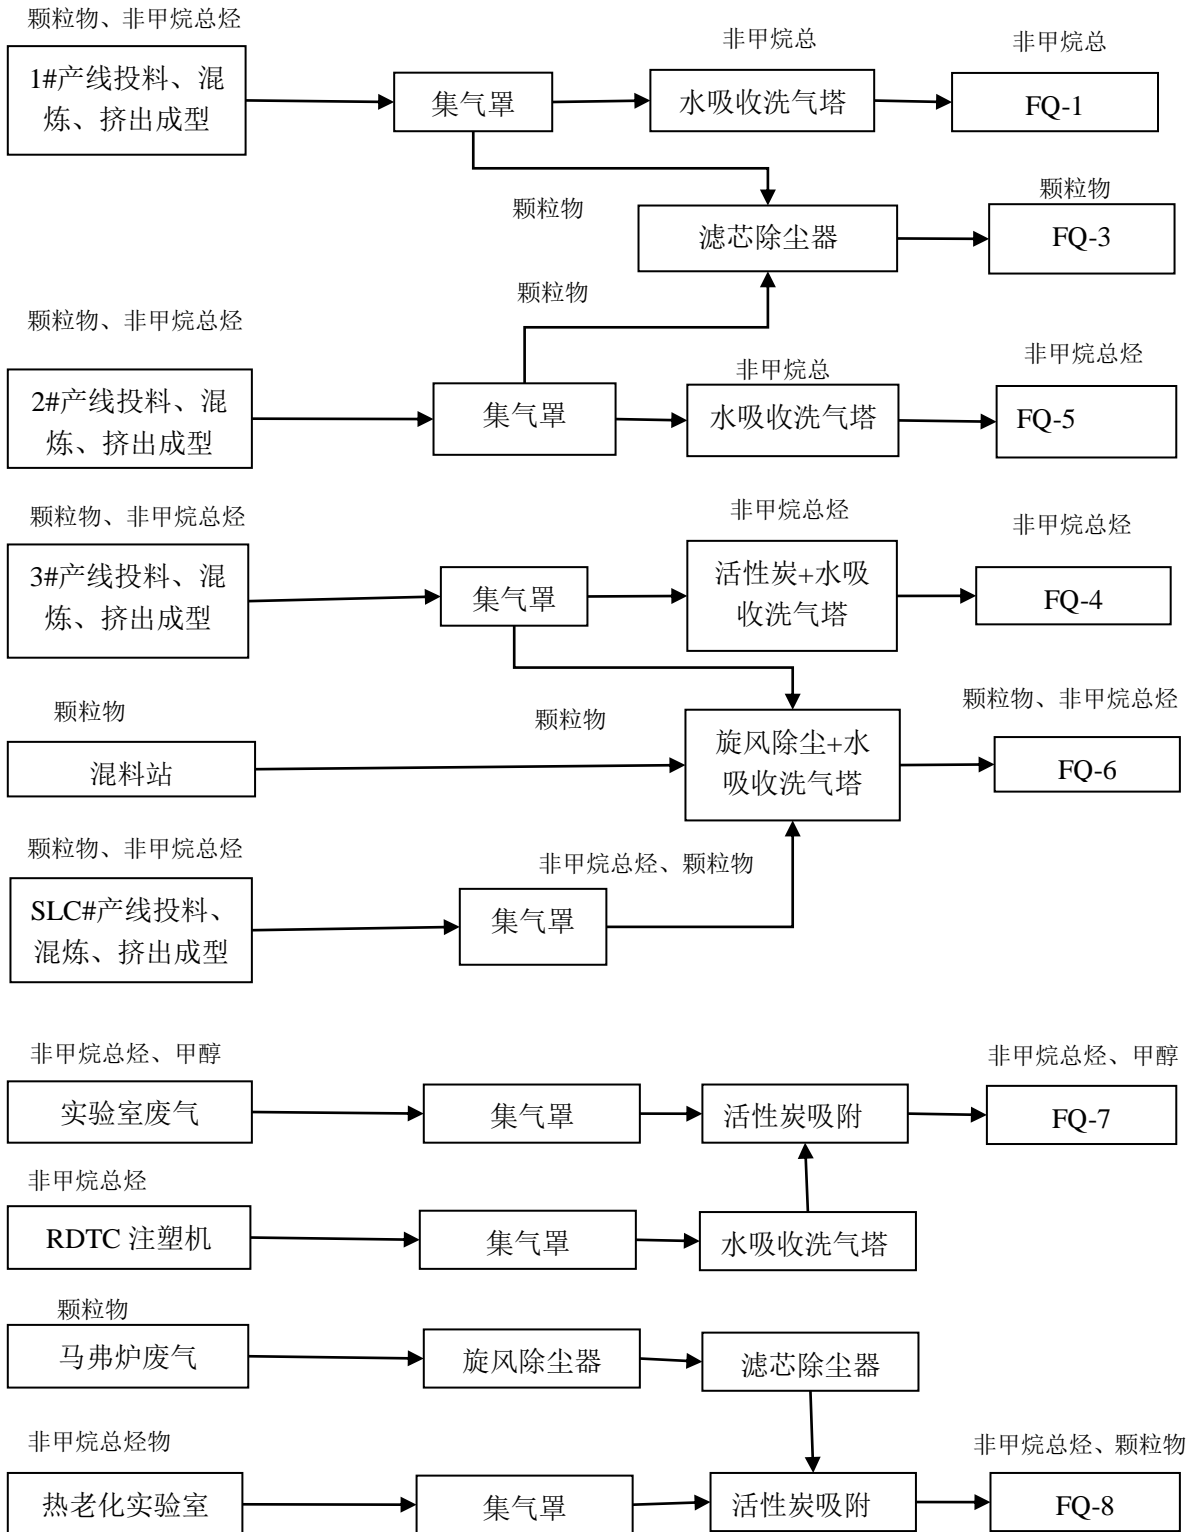 颗粒物、非甲烷总烃
非甲烷总
非甲烷总
1#产线投料、混
炼、挤出成型
集气罩
水吸收洗气塔
FQ-1
颗粒物
颗粒物
滤芯除尘器
FQ-3
颗粒物
颗粒物、非甲烷总烃
非甲烷总
非甲烷总烃
2#产线投料、混
炼、挤出成型
集气罩
水吸收洗气塔
FQ-5
颗粒物、非甲烷总烃
非甲烷总烃
非甲烷总烃
3#产线投料、混
炼、挤出成型
集气罩
活性炭+水吸
收洗气塔
FQ-4
颗粒物
颗粒物
颗粒物、非甲烷总烃
混料站
旋风除尘+水
吸收洗气塔
FQ-6
颗粒物、非甲烷总烃
非甲烷总烃、颗粒物
SLC#产线投料、
混炼、挤出成型
集气罩
非甲烷总烃、甲醇
非甲烷总烃、甲醇
实验室废气
集气罩
活性炭吸附
FQ-7
非甲烷总烃
RDTC 注塑机
集气罩
水吸收洗气塔
颗粒物
马弗炉废气
旋风除尘器
滤芯除尘器
非甲烷总烃物
非甲烷总烃、颗粒物
热老化实验室
集气罩
活性炭吸附
FQ-8